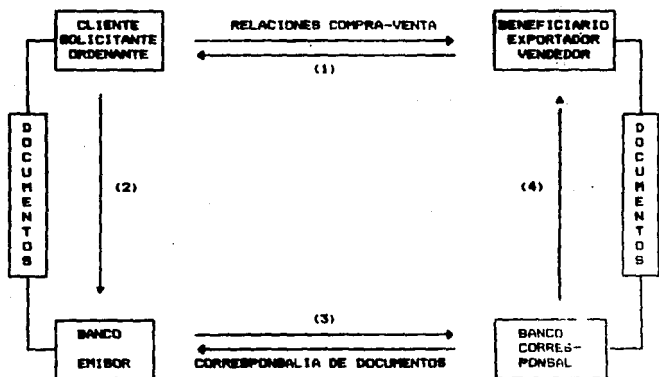 CLIENTE
SOLICITANTE
ORDENANTE
RELACIONES COMPRA-VENTA
(1)
BENEFICIARIO
EXPORTADOR
VENDEDOR
DOCUMENTOS
(2)
(4)
DOCUMENTOS
BANCO
EMISOR
(3)
CORRESPONSALIA DE DOCUMENTOS
BANCO
CORRES-
PONSAL